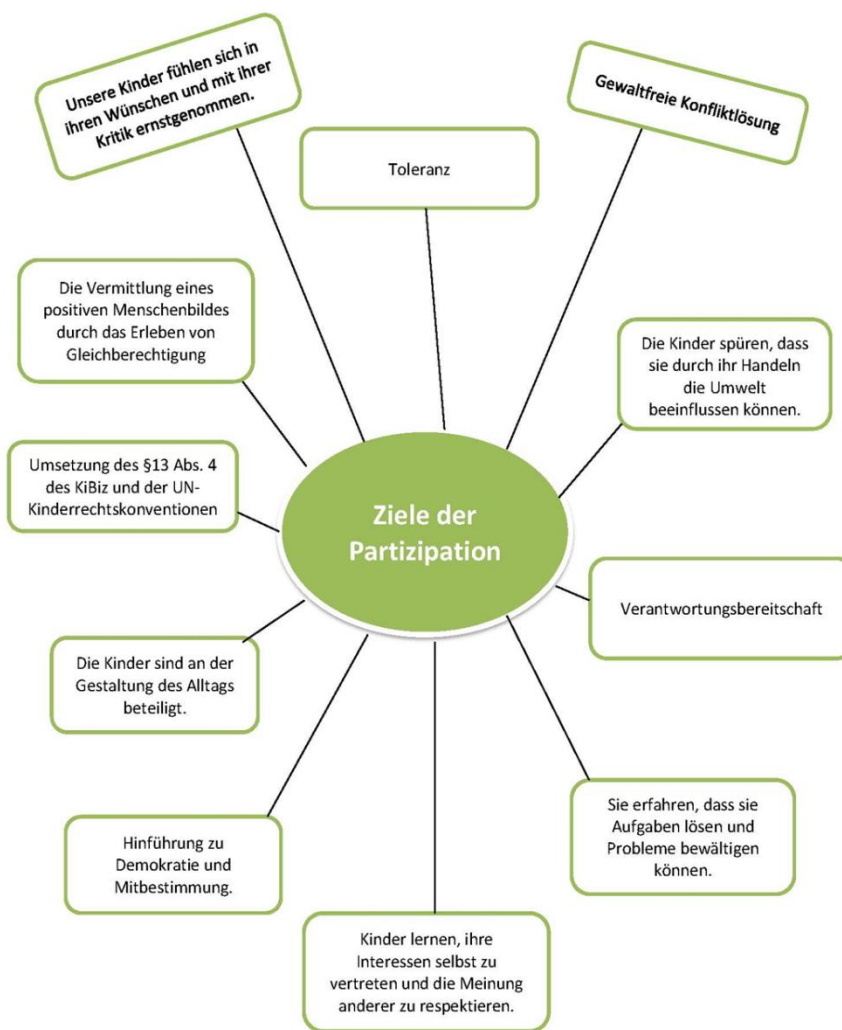 Unsere Kinder fühlen sich in
ihren Wünschen und mit ihrer
Kritik ernstgenommen.
Toleranz
Gewaltfreie Konfliktlösung
Die Vermittlung eines
positiven Menschenbildes
durch das Erleben von
Gleichberechtigung
Die Kinder spüren, dass
sie durch ihr Handeln
die Umwelt
beeinflussen können.
Umsetzung des §13 Abs. 4
des KiBiz und der UN-
Kinderrechtskonventionen
Ziele der
Partizipation
Verantwortungsbereitschaft
Die Kinder sind an der
Gestaltung des Alltags
beteiligt.
Sie erfahren, dass sie
Aufgaben lösen und
Probleme bewältigen
können.
Hinführung zu
Demokratie und
Mitbestimmung.
Kinder lernen, ihre
Interessen selbst zu
vertreten und die Meinung
anderer zu respektieren.